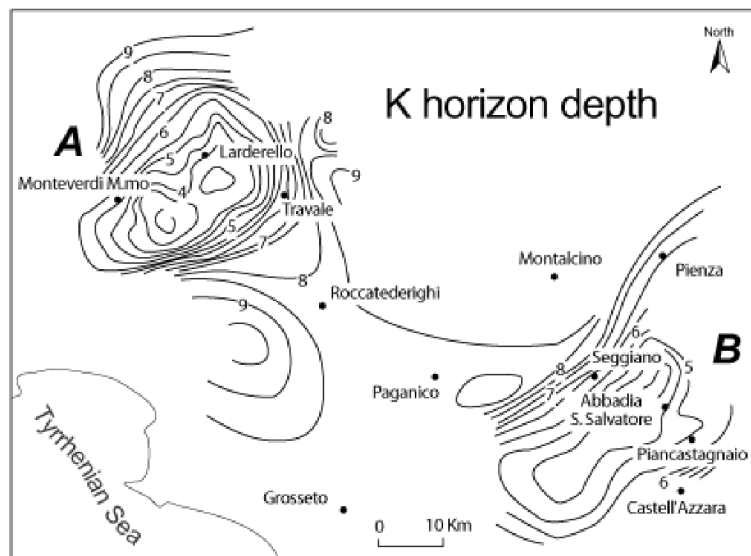 North
K horizon depth
9
8
7
6
5
4
A
Larderello
Monteverdi M.mo
Travale
8
9
5
7
8
Roccatederighi
9
Montalcino
Pienza
6
B
Seggiano
5
8
7
Paganico
Abbadia
S. Salvatore
Piancastagnaio
6
Castell'Azzara
Grosseto
0 10 Km
Tyrrhenian Sea